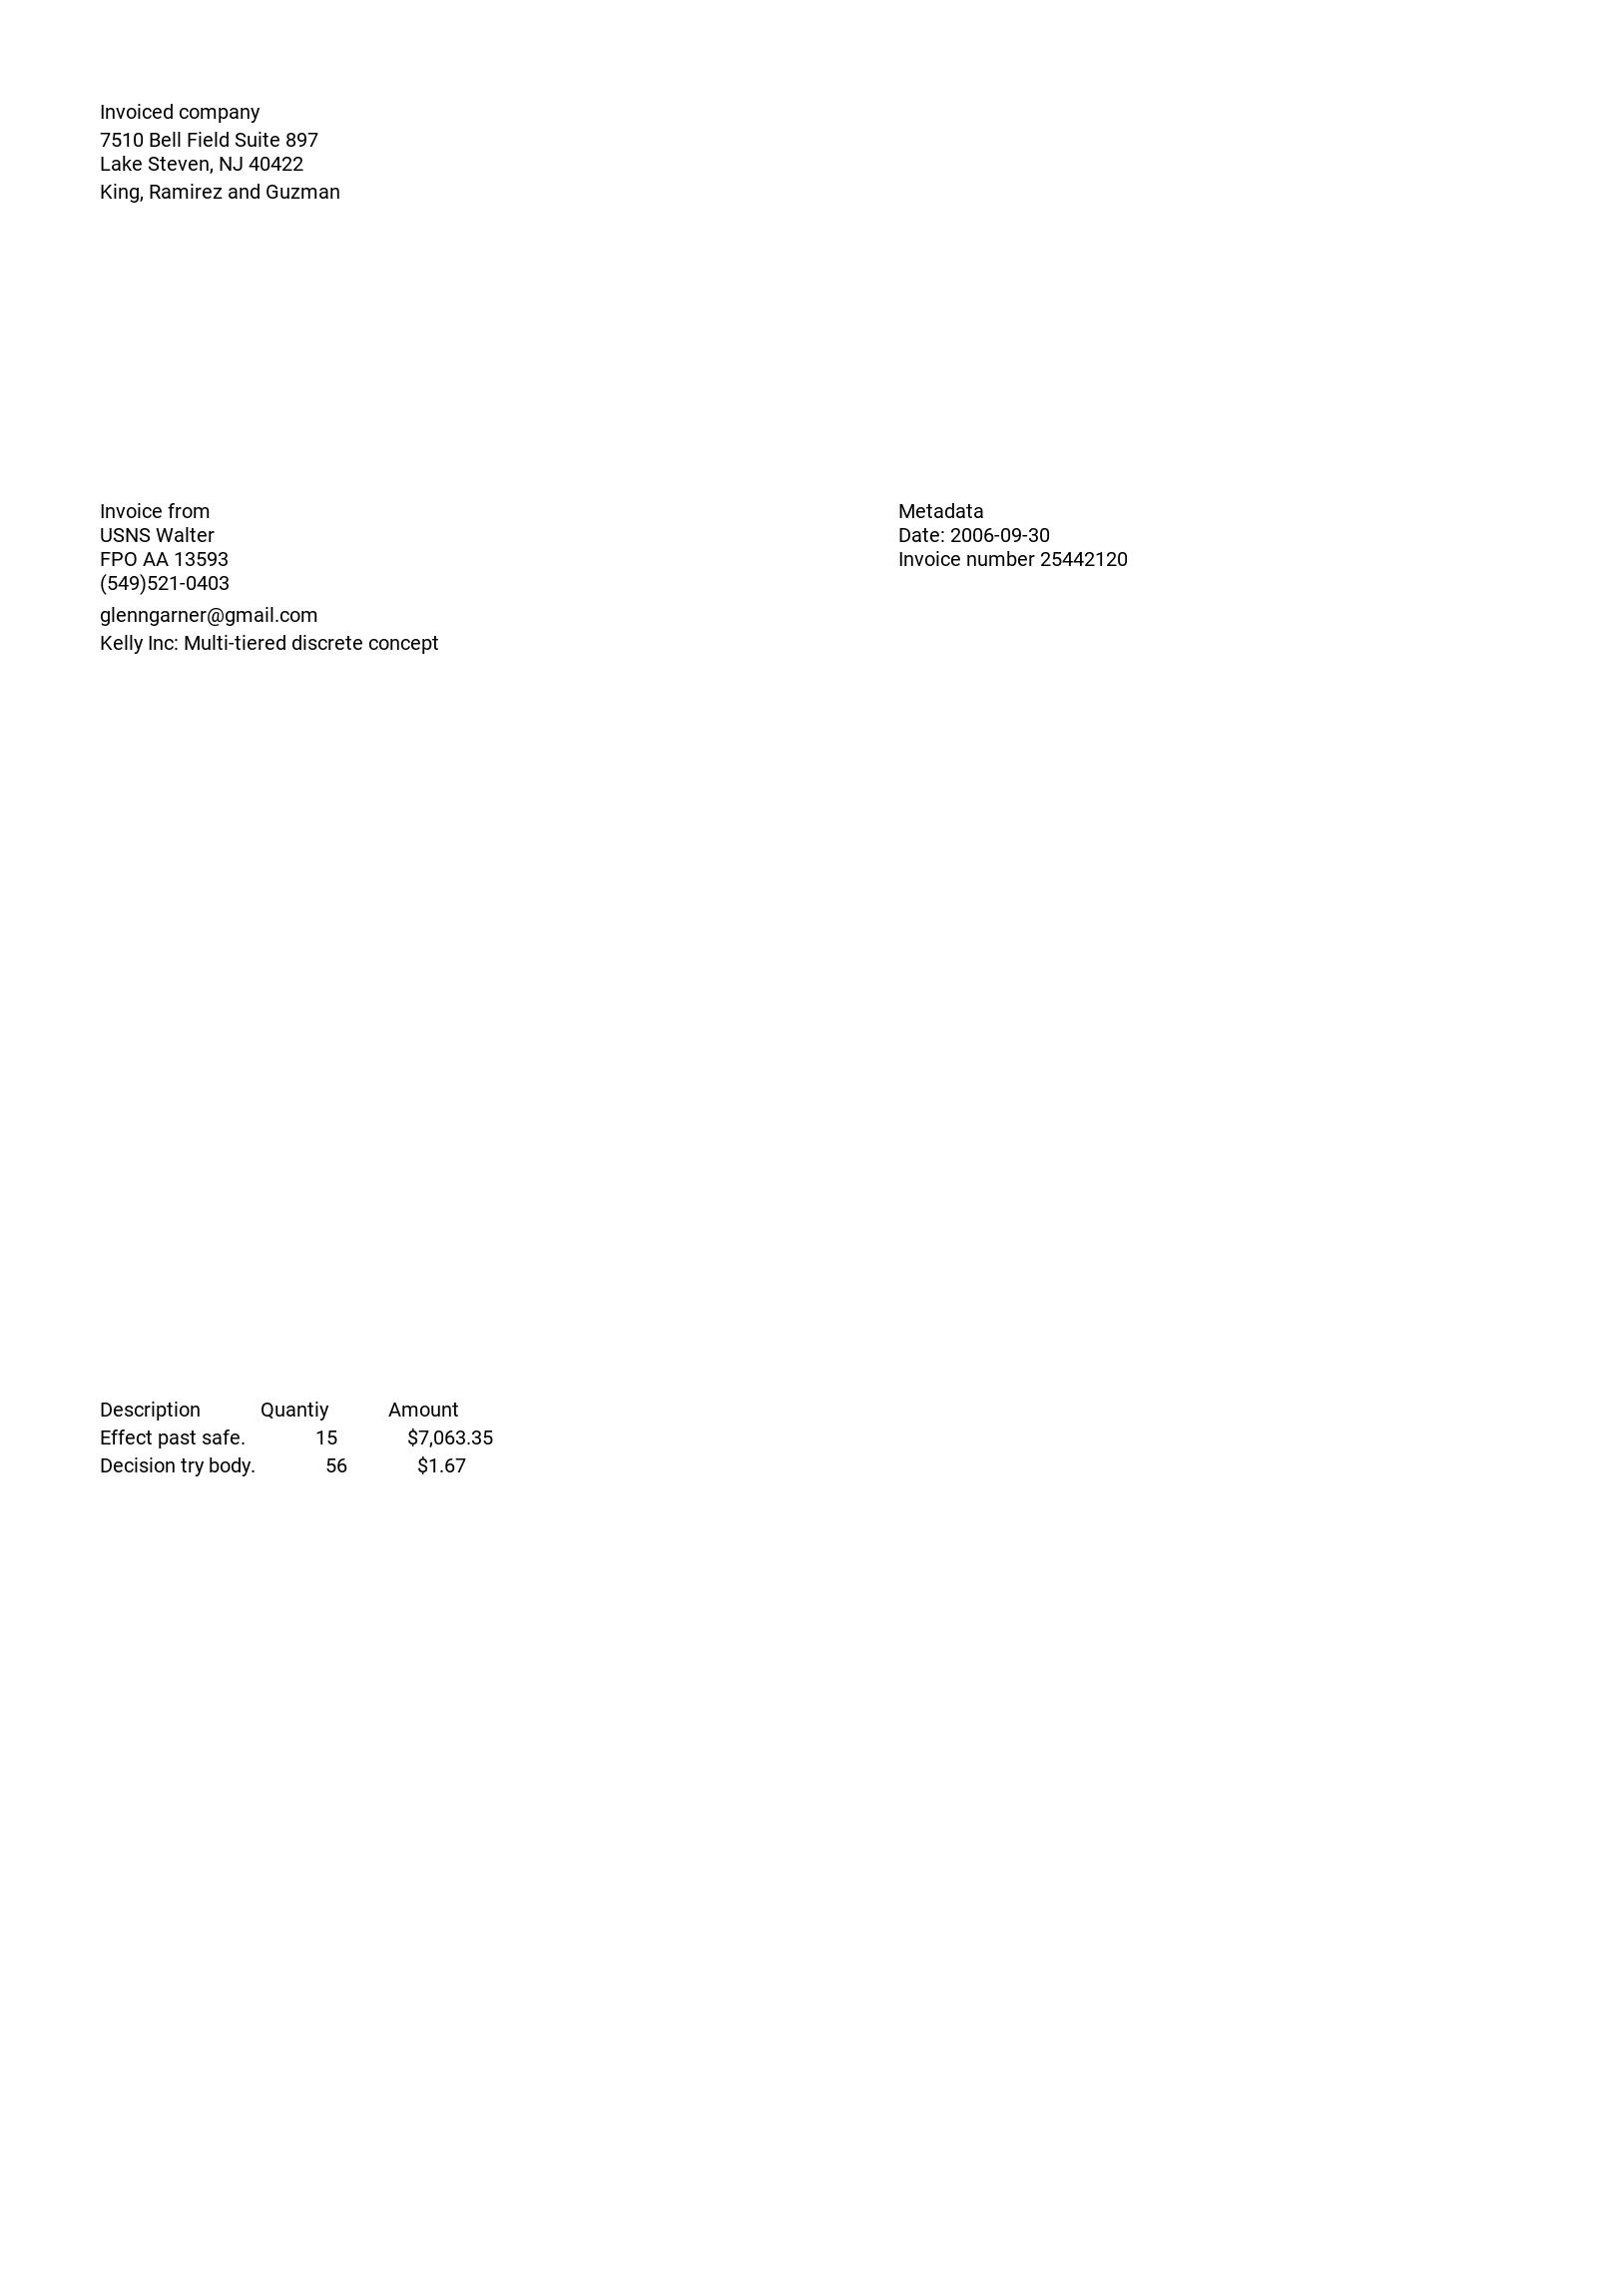 Invoiced company
7510 Bell Field Suite 897
Lake Steven, NJ 40422
King, Ramirez and Guzman
Invoice from
USNS Walter
FPO AA 13593
(549)521-0403
glenngarner@gmail.com
Kelly Inc: Multi-tiered discrete concept
Metadata
Date: 2006-09-30
Invoice number 25442120
Description Quantiy Amount
Effect past safe. 15 $7,063.35
Decision try body. 56 $1.67